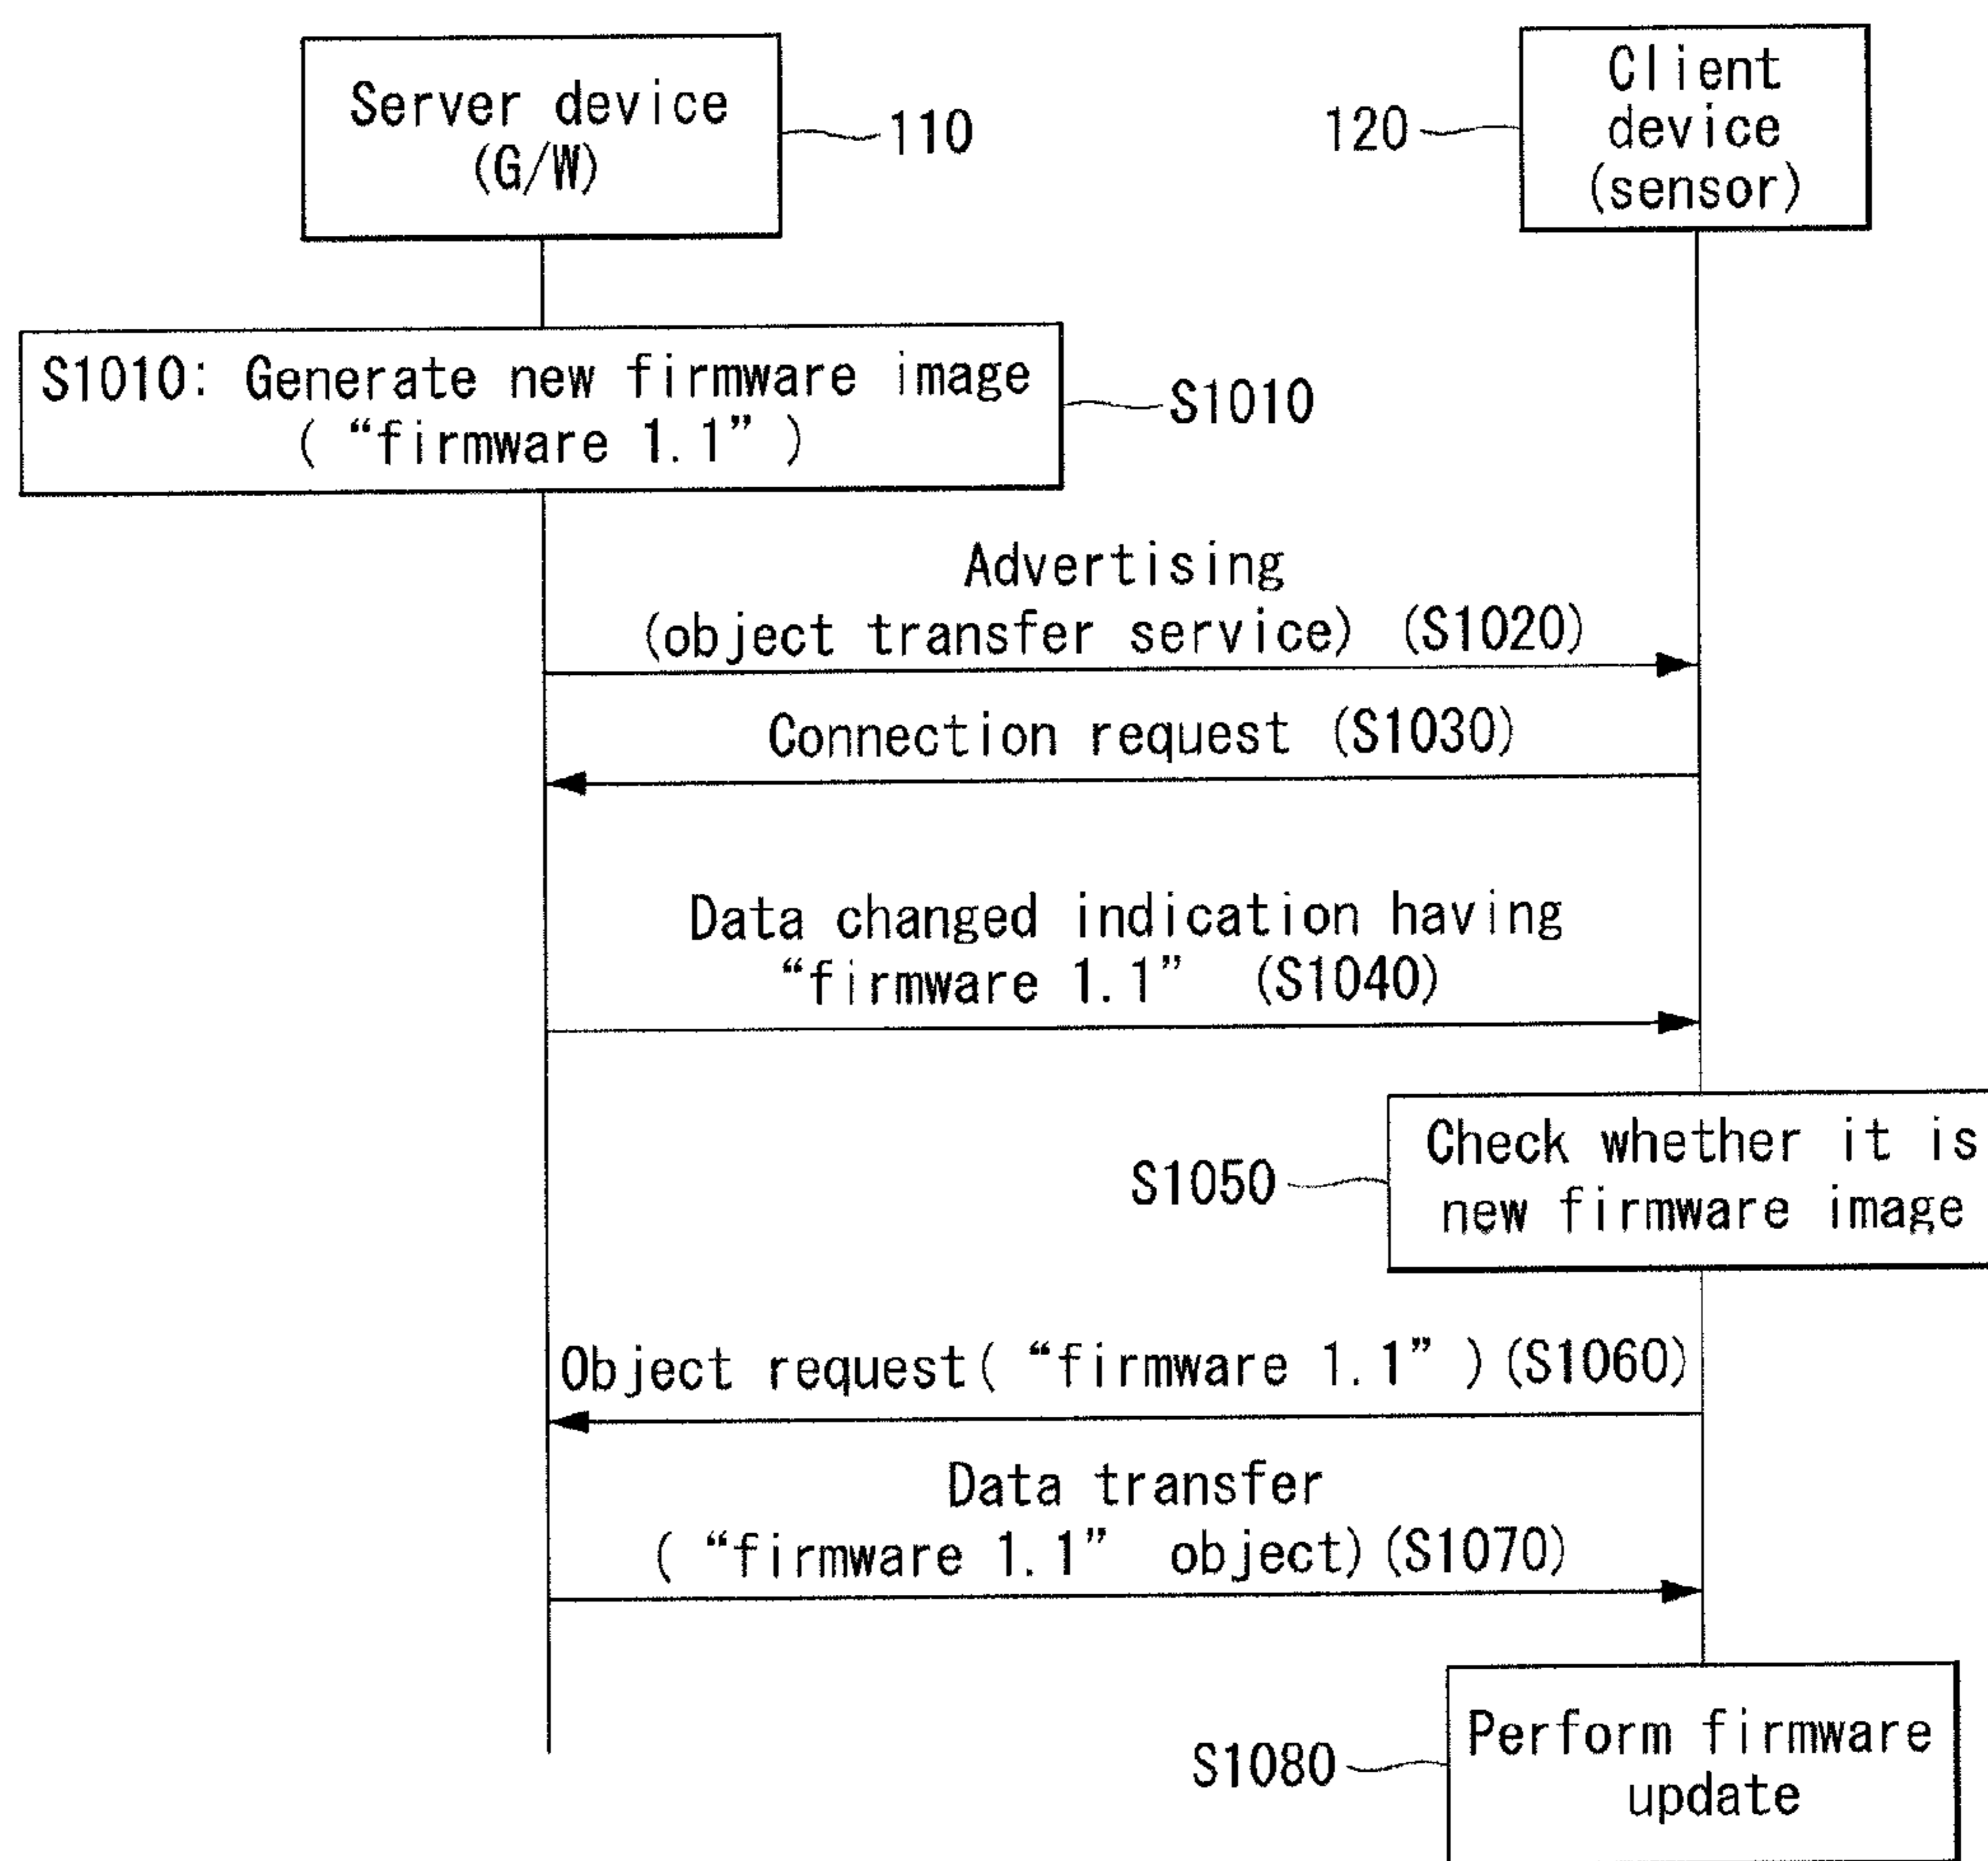 Server device
(G/W)
110
120
Client
device
(sensor)
S1010: Generate new firmware image
( “firmware 1.1” )
S1010
Advertising
(object transfer service) (S1020)
Connection request (S1030)
Data changed indication having
“firmware 1.1” (S1040)
S1050
Check whether it is
new firmware image
Object request( “firmware 1.1” ) (S1060)
Data transfer
( “firmware 1.1” object) (S1070)
S1080
Perform firmware
update